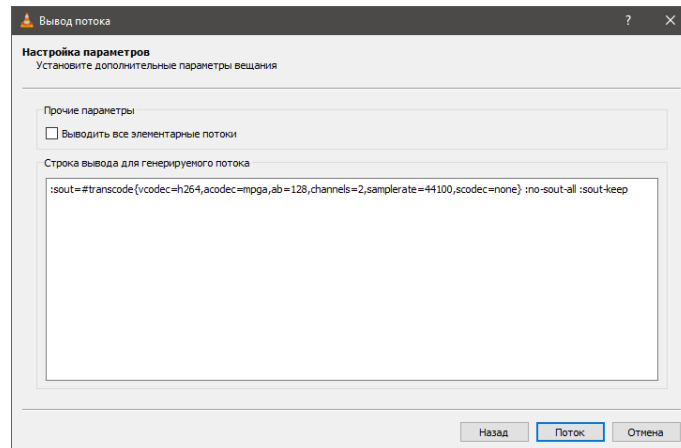 Вывод потока
?
Настройка параметров
Установите дополнительные параметры вещания
Прочие параметры
Выводить все элементарные потоки
Строка вывода для генерируемого потока
:sout=#transcode{vcodec=h264,acodec=mpga,ab=128,channels=2,samplerate=44100,scodec=none} :no-sout-all :sout-keep
Назад Поток Отмена